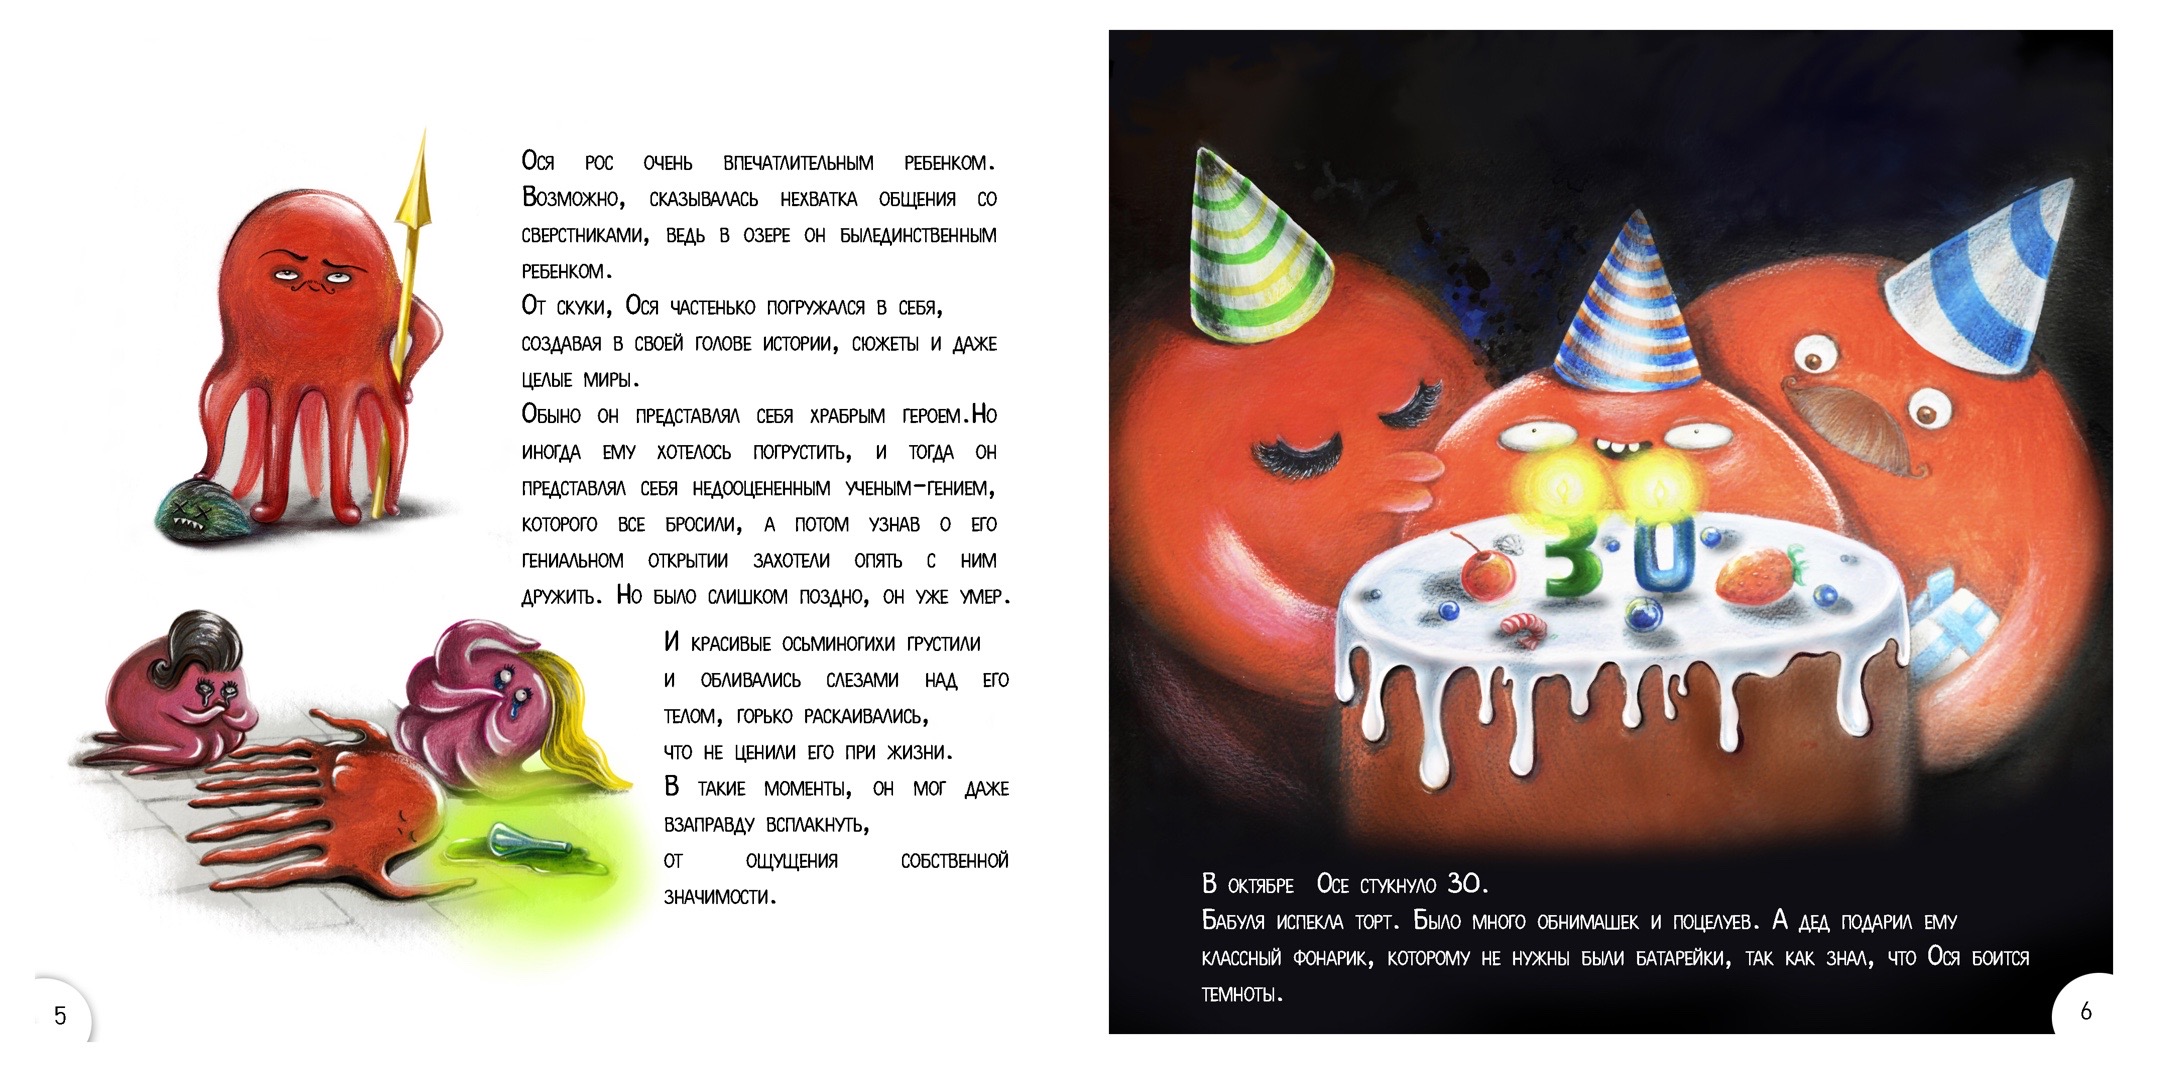 Ося рос очень впечатлительным ребенком.
Возможно, сказывалась нехватка общения со
сверстниками, ведь в озере он былединственным
ребенком.
От скуки, Ося частенько погружался в себя,
создавая в своей голове истории, сюжеты и даже
целые миры.
Обыно он представлял себя храбрым героем.Но
иногда ему хотелось погрустить, и тогда он
представлял себя недооцененным ученым-гением,
которого все бросили, а потом узнав о его
гениальном открытии захотели опять с ним
дружить. Но было слишком поздно, он уже умер.
И красивые осьминогихи грустили
и обливались слезами над его
телом, горько раскаивались,
что не ценили его при жизни.
В такие моменты, он мог даже
взаправду всплакнуть,
от ощущения собственной
значимости.
5
30
В октябре Осе стукнуло 30.
Бабуля испекла торт. Было много обнимашек и поцелуев. А дед подарил ему
классный фонарик, которому не нужны были батарейки, так как знал, что Ося боится
темноты.
6